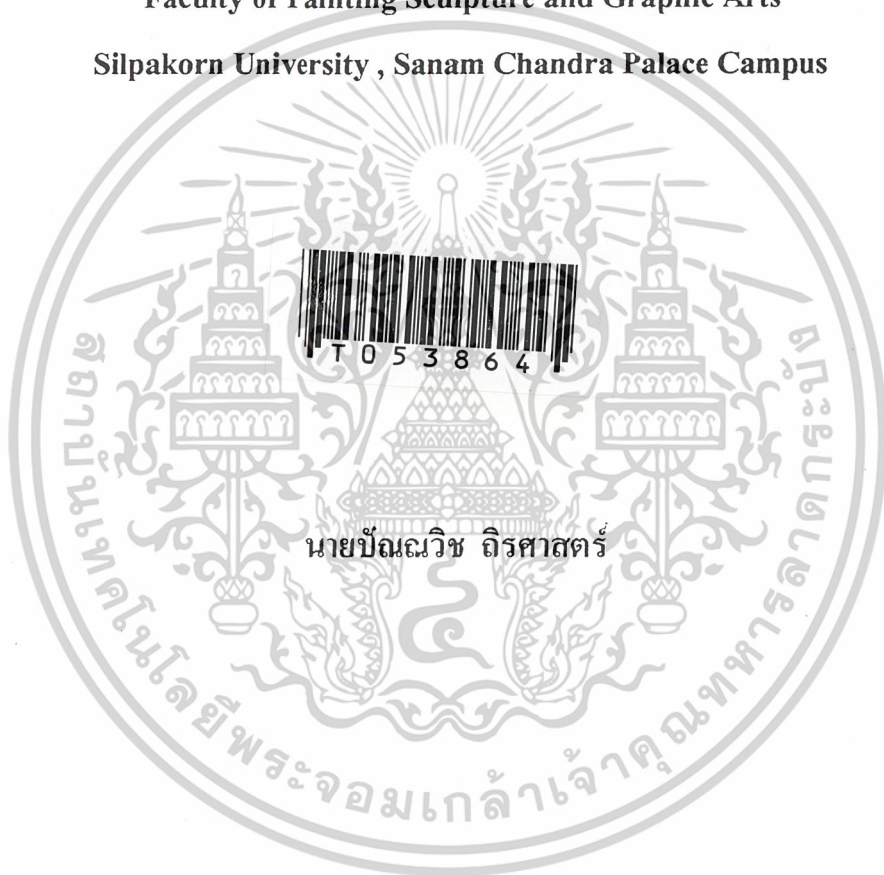 Faculty of Painting Sculpture and Graphic Arts
Silpakorn University , Sanam Chandra Palace Campus
T053864
นายปัณณวิช ถิรศาสตร์
สถาบันเทคโนโลยีพระจอมเกล้าเจ้าคุณทหารลาดกระบัง